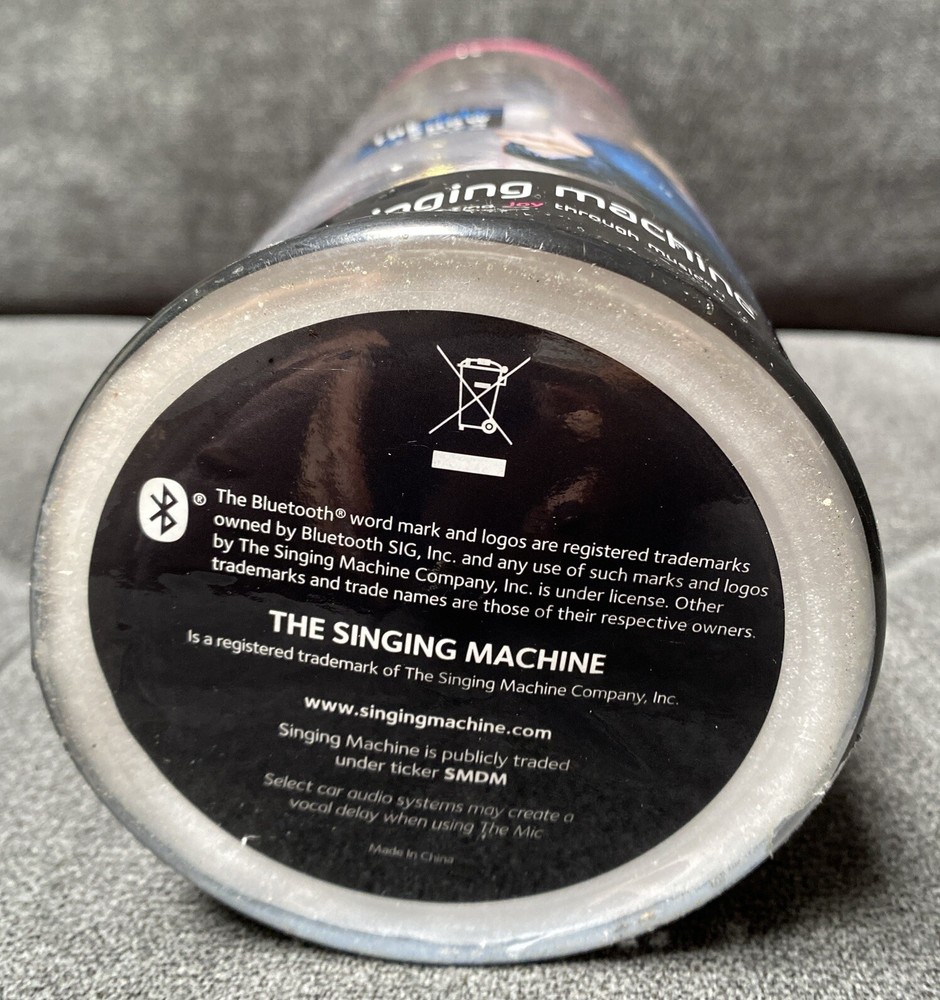 singing machine
joy through music
® The Bluetooth® word mark and logos are registered trademarks
owned by Bluetooth SIG, Inc. and any use of such marks and logos
by The Singing Machine Company, Inc. is under license. Other
trademarks and trade names are those of their respective owners.
THE SINGING MACHINE
Is a registered trademark of The Singing Machine Company, Inc.
www.singingmachine.com
Singing Machine is publicly traded
under ticker SMDM
Select car audio systems may create a
vocal delay when using The Mic
Made In China